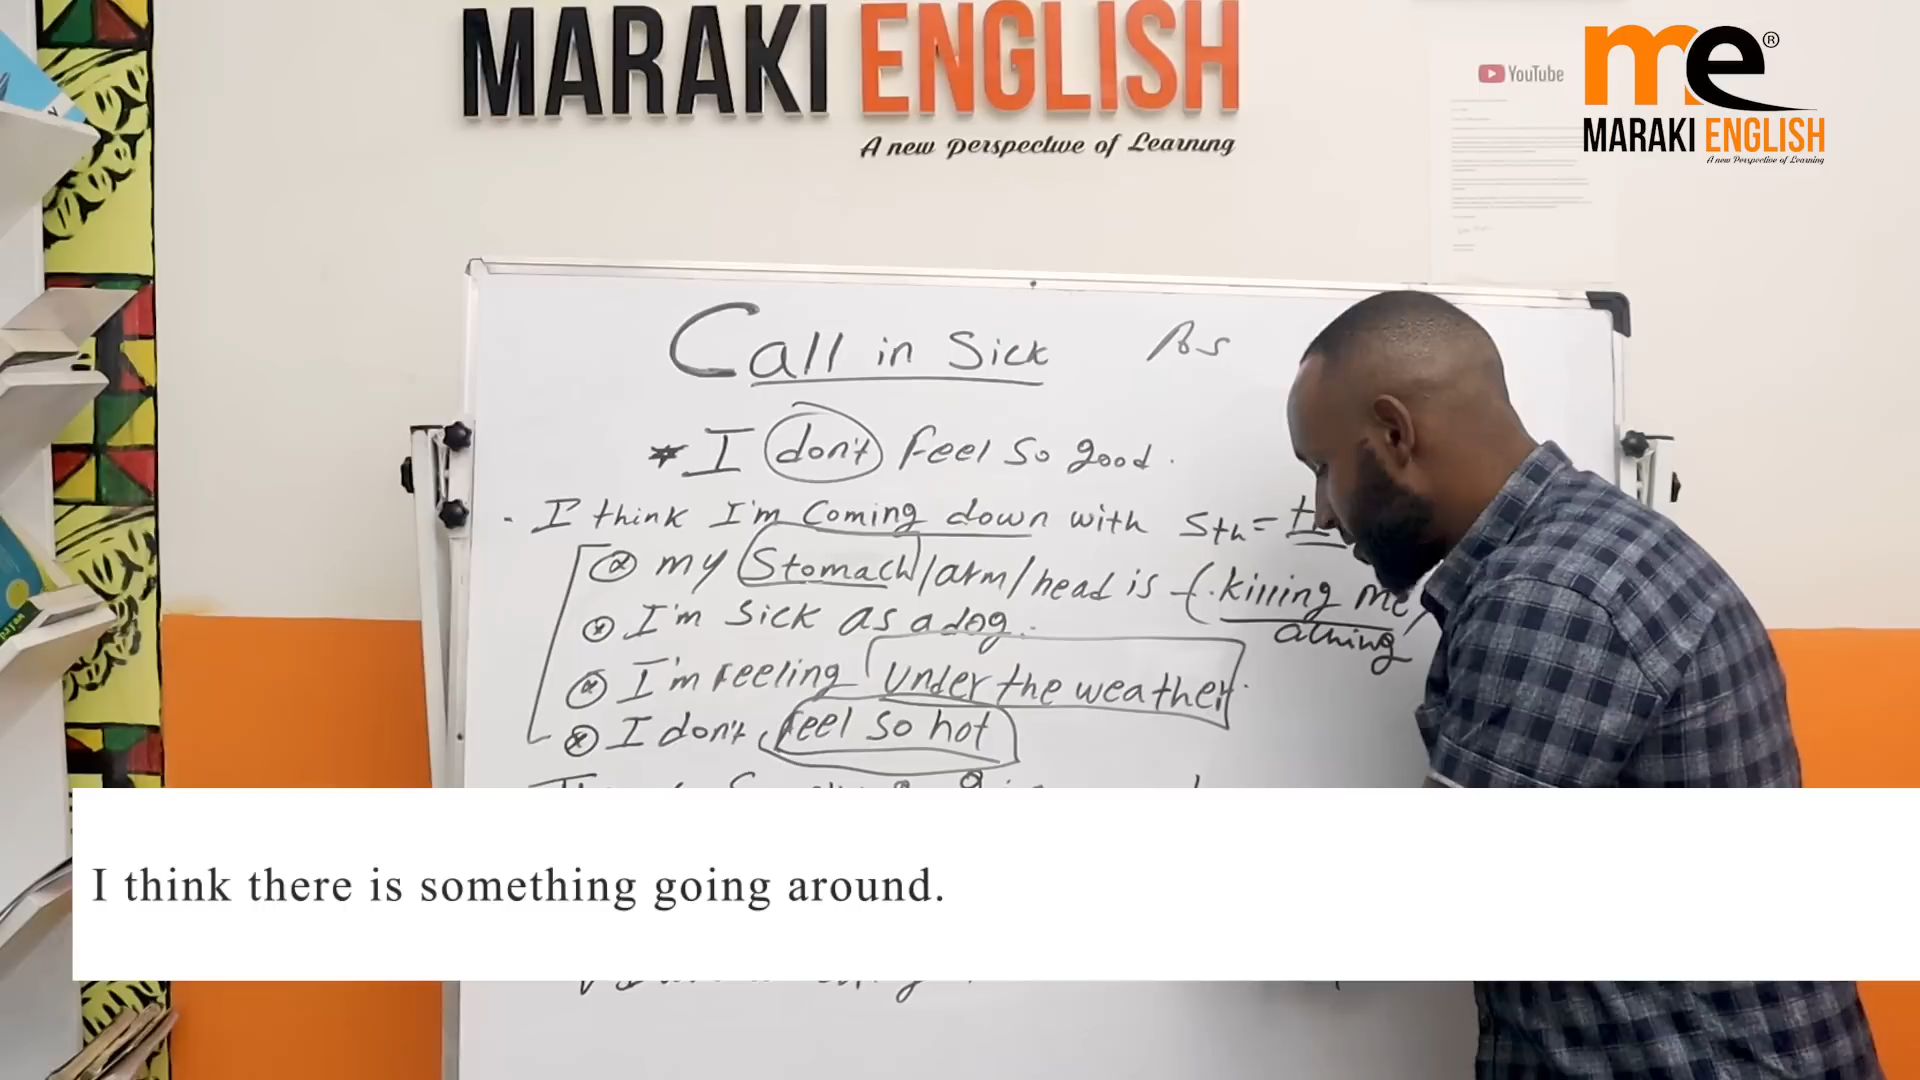 MARAKI ENGLISH
A new perspective of Learning
YouTube
me®
MARAKI ENGLISH
A new Perspective of Learning
Call in Sick
* I don't feel so good.
- I think I'm Coming down with Sth =
my Stomach/arm/head is {. killing me
aching
I'm Sick as a dog.
I'm Feeling Under the weather.
I don't feel so hot
I think there is something going around.